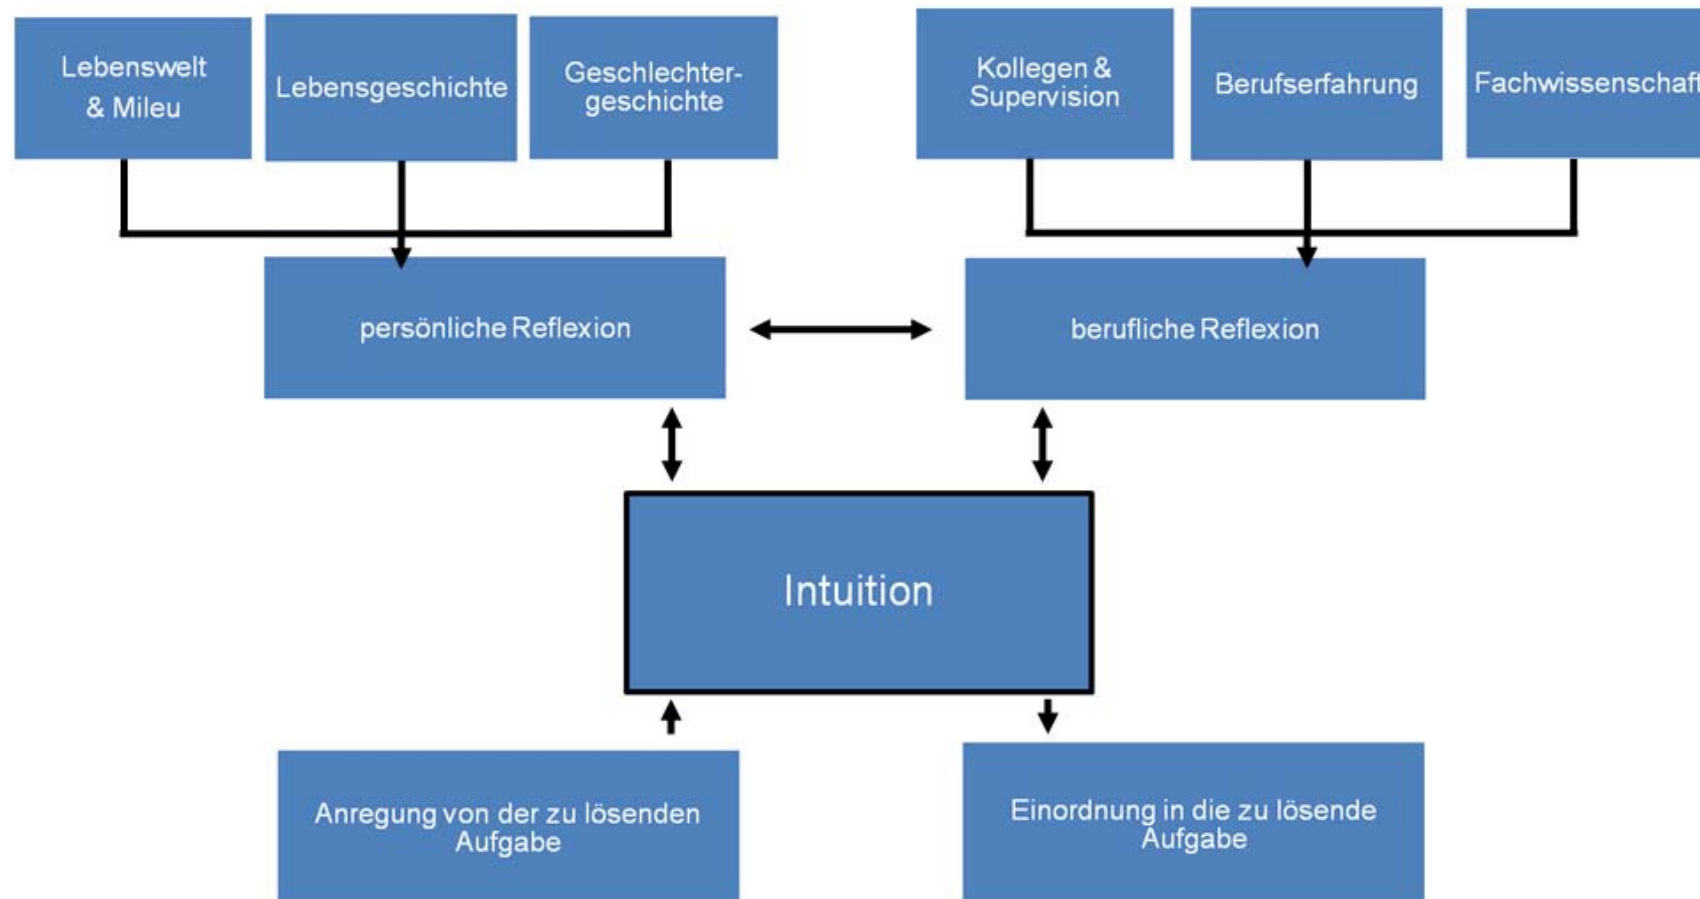 Lebenswelt
& Mileu
Lebensgeschichte
Geschlechter-
geschichte
Kollegen &
Supervision
Berufserfahrung
Fachwissenschaft
persönliche Reflexion
berufliche Reflexion
Intuition
Anregung von der zu lösenden
Aufgabe
Einordnung in die zu lösende
Aufgabe